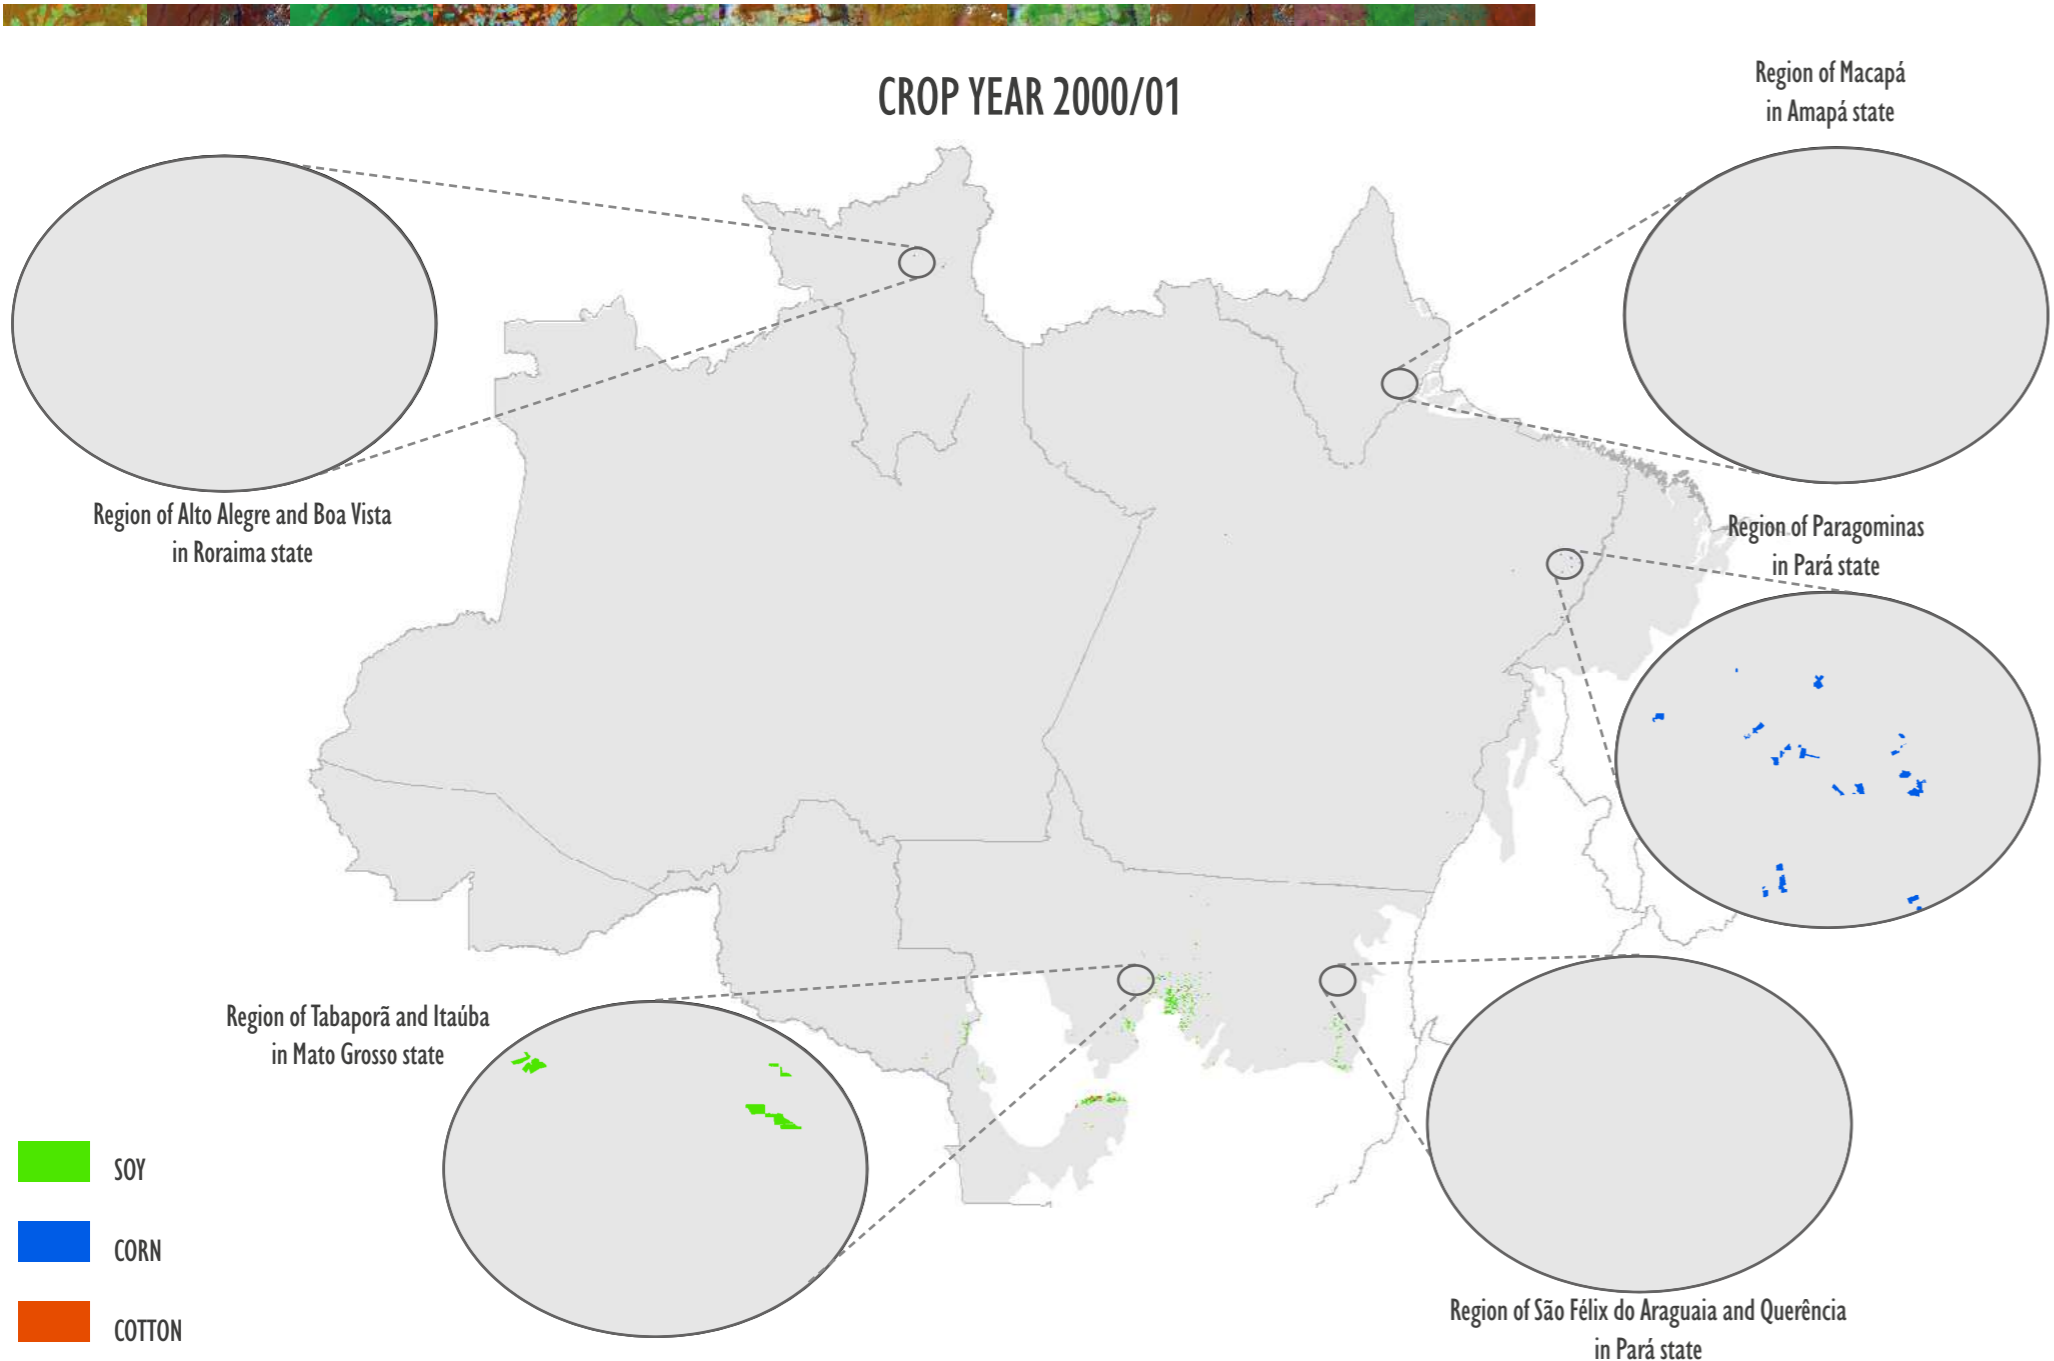 CROP YEAR 2000/01
Region of Macapá
in Amapá state
Region of Alto Alegre and Boa Vista
in Roraima state
Region of Paragominas
in Pará state
Region of Tabaporã and Itaúba
in Mato Grosso state
SOY
CORN
COTTON
Region of São Félix do Araguaia and Querência
in Pará state